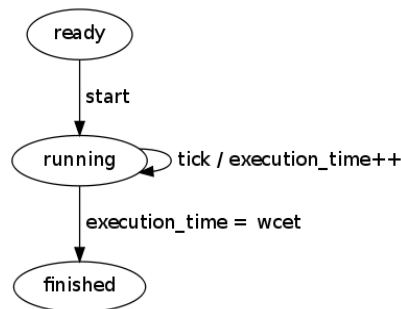 ready
start
running
tick / execution_time++
execution_time = wcet
finished